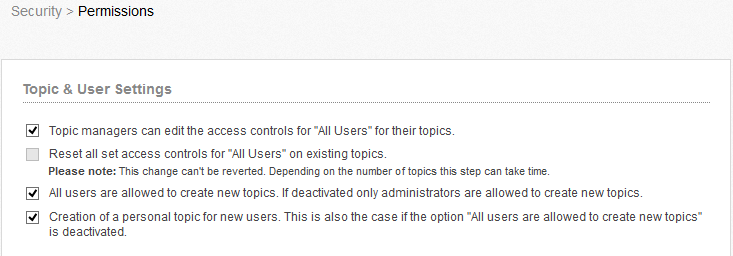 Security > Permissions
Topic & User Settings
Topic managers can edit the access controls for "All Users" for their topics.
Reset all set access controls for "All Users" on existing topics.
Please note: This change can't be reverted. Depending on the number of topics this step can take time.
All users are allowed to create new topics. If deactivated only administrators are allowed to create new topics.
Creation of a personal topic for new users. This is also the case if the option "All users are allowed to create new topics"
is deactivated.